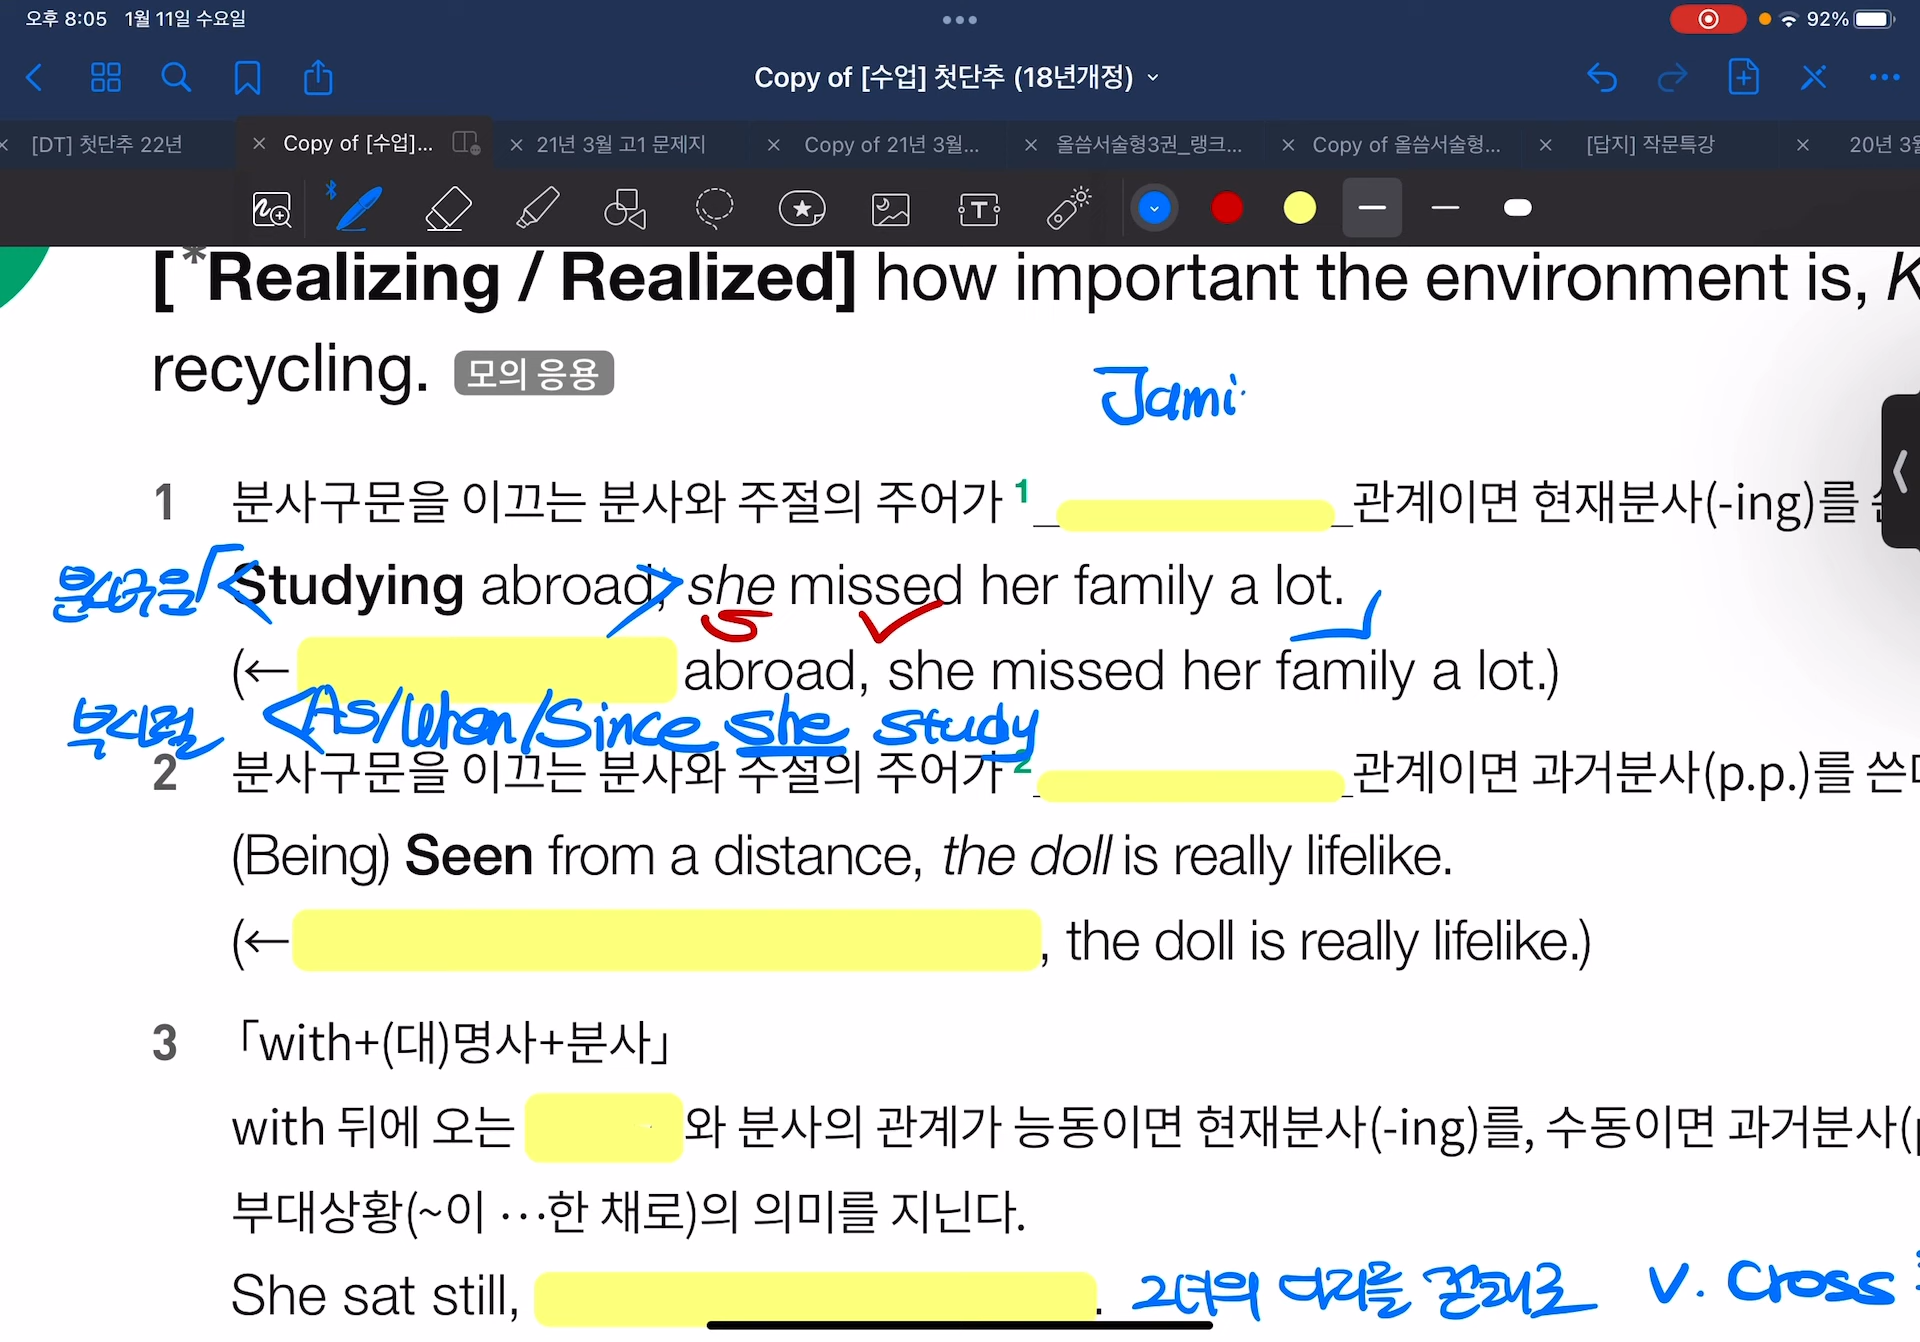 오후 8:05 1월 11일 수요일 92%
Copy of [수업] 첫단추 (18년개정)
[DT] 첫단추 22년 Copy of [수업]... 21년 3월 고1 문제지 Copy of 21년 3월... 올씀서술형3권_랭크... Copy of 올씀서술형... [답지] 작문특강 20년 3월
[*Realizing / Realized] how important the environment is, K
recycling. 모의 응용
Jami
1 분사구문을 이끄는 분사와 주절의 주어가 1 관계이면 현재분사(-ing)를
분사구문 <Studying abroad,> she missed her family a lot.
S V
(← abroad, she missed her family a lot.)
부사절 <As/When/Since she study
2 분사구문을 이끄는 분사와 주절의 주어가 2 관계이면 과거분사(p.p.)를 쓴다
(Being) Seen from a distance, the doll is really lifelike.
(← , the doll is really lifelike.)
3 「with+(대)명사+분사」
with 뒤에 오는 와 분사의 관계가 능동이면 현재분사(-ing)를, 수동이면 과거분사(
부대상황(~이 …한 채로)의 의미를 지닌다.
She sat still, . 그녀의 다리를 꼰채로 V. Cross